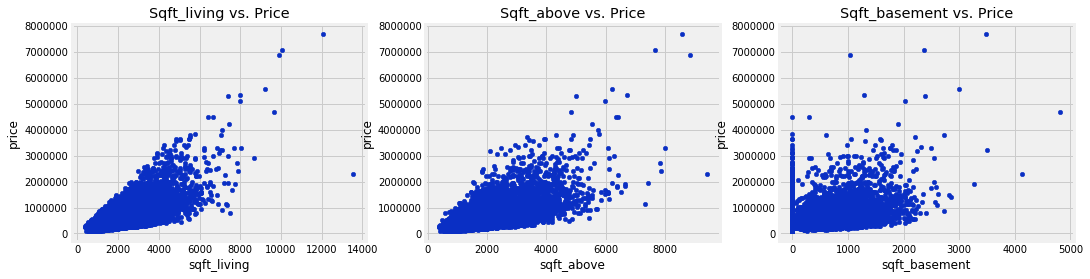 Sqft_living vs. Price
8000000
7000000
6000000
5000000
4000000
3000000
2000000
1000000
0
price
0 2000 4000 6000 8000 10000 12000 14000
sqft_living
Sqft_above vs. Price
8000000
7000000
6000000
5000000
4000000
3000000
2000000
1000000
0
price
0 2000 4000 6000 8000
sqft_above
Sqft_basement vs. Price
8000000
7000000
6000000
5000000
4000000
3000000
2000000
1000000
0
price
0 1000 2000 3000 4000 5000
sqft_basement